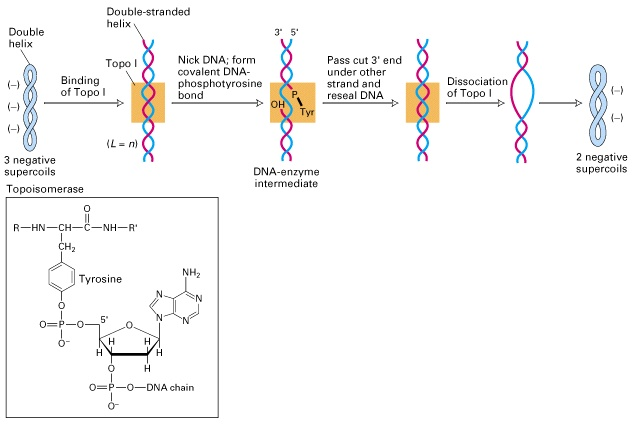 Double
helix
(–)
(–)
(–)
3 negative
supercoils
Binding
of Topo I
Double-stranded
helix
Topo I
(L = n)
Nick DNA; form
covalent DNA-
phosphotyrosine
bond
3' 5'
P
OH
Tyr
DNA-enzyme
intermediate
Pass cut 3' end
under other
strand and
reseal DNA
Dissociation
of Topo I
(–)
(–)
2 negative
supercoils
Topoisomerase
O
R—HN—CH—C—NH—R'
CH₂
Tyrosine
O
O=P—O
O⁻
5'
O
H
H
H
H
NH₂
N
N
N
N
O
O=P—O—DNA chain
O⁻